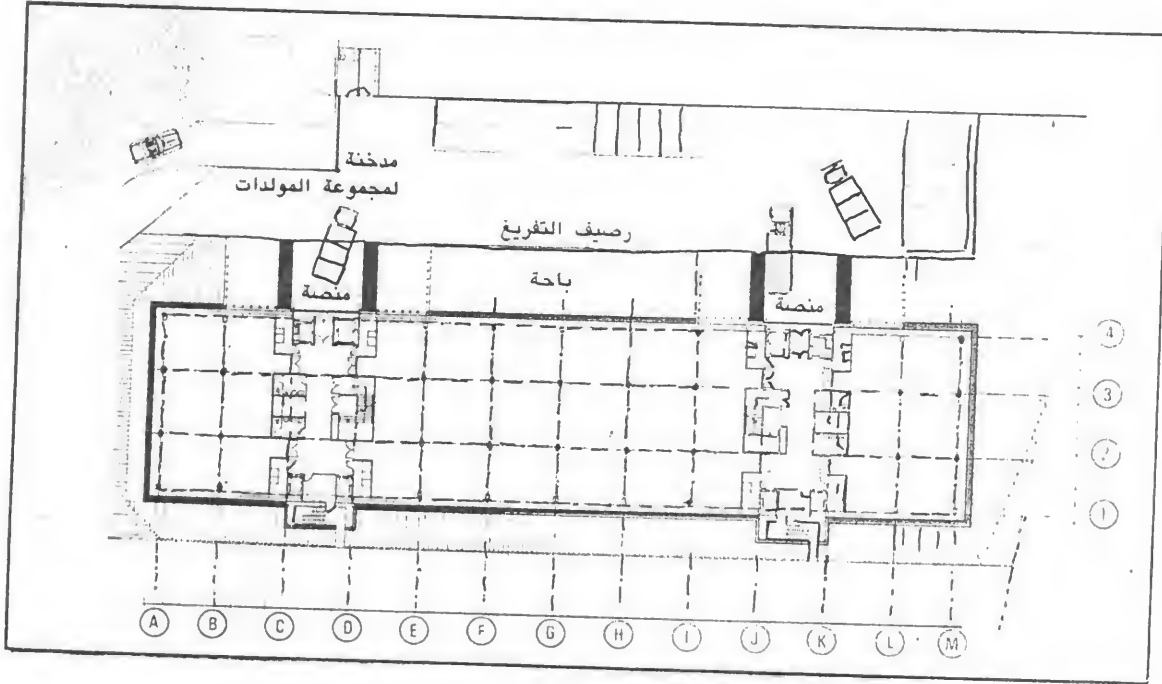 مدخنة
لمجموعة المولدات
رصيف التفريغ
باحة
منصة
منصة
4
3
2
1
A B C D E F G H I J K L M